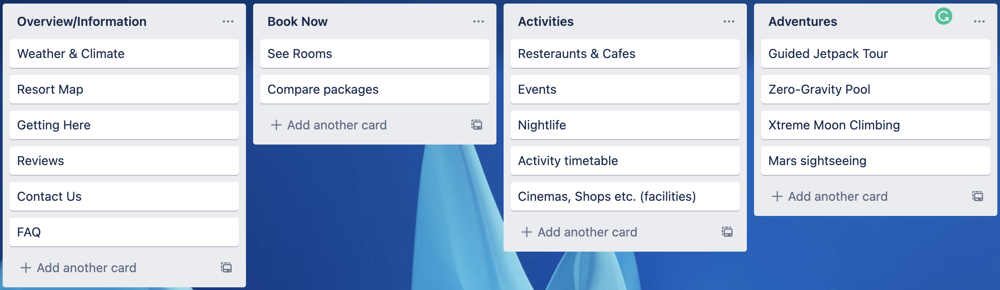 Overview/Information
Weather & Climate
Resort Map
Getting Here
Reviews
Contact Us
FAQ
Add another card
Book Now
See Rooms
Compare packages
Add another card
Activities
Resteraunts & Cafes
Events
Nightlife
Activity timetable
Cinemas, Shops etc. (facilities)
Add another card
Adventures
Guided Jetpack Tour
Zero-Gravity Pool
Xtreme Moon Climbing
Mars sightseeing
Add another card